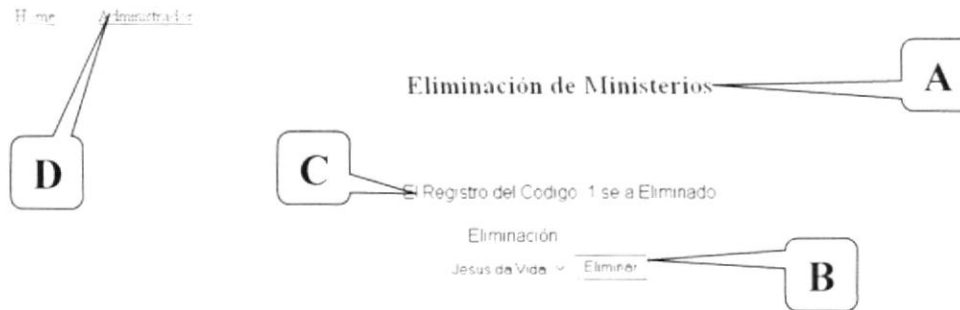 Home Administrador
Eliminación de Ministerios
A
D
C
El Registro del Codigo 1 se a Eliminado
Eliminación
Jesus da Vida Eliminar
B